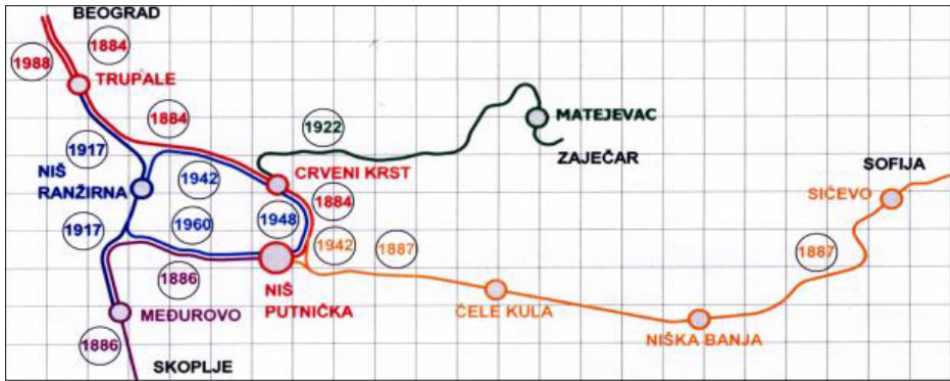 BEOGRAD
1884
1988
TRUPALE
1884
1922
MATEJEVAC
1917
ZAJEČAR
SOFIJA
NIŠ
RANŽIRNA
1942
CRVENI KRST
SIĆEVO
1884
1917
1960
1948
1942
1887
1887
1886
NIŠ
PUTNIČKA
ČELE KULA
MEĐUROVO
NIŠKA BANJA
1886
SKOPLJE